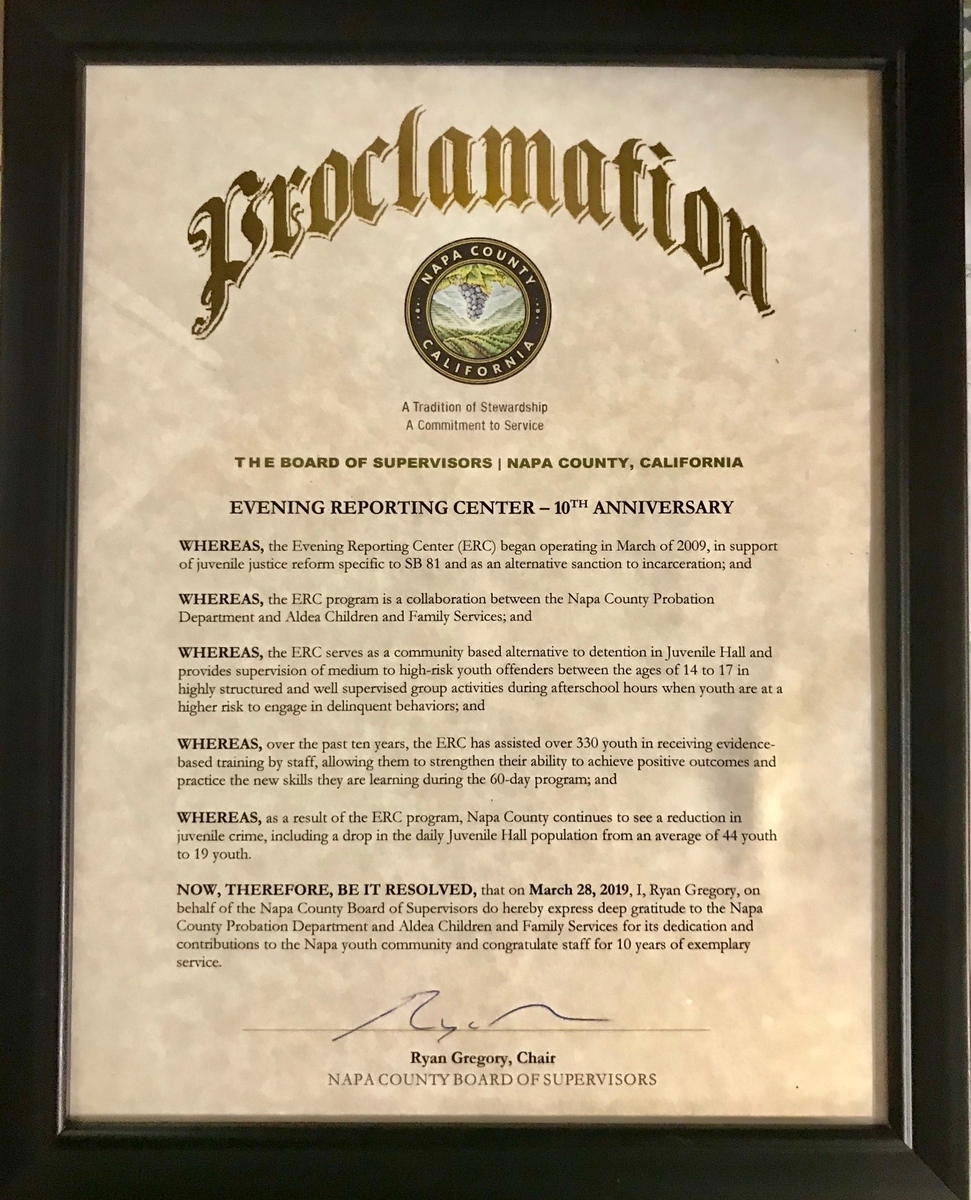 Proclamation
NAPA COUNTY
CALIFORNIA
A Tradition of Stewardship
A Commitment to Service
THE BOARD OF SUPERVISORS | NAPA COUNTY, CALIFORNIA
EVENING REPORTING CENTER – 10TH ANNIVERSARY
WHEREAS, the Evening Reporting Center (ERC) began operating in March of 2009, in support
of juvenile justice reform specific to SB 81 and as an alternative sanction to incarceration; and
WHEREAS, the ERC program is a collaboration between the Napa County Probation
Department and Aldea Children and Family Services; and
WHEREAS, the ERC serves as a community based alternative to detention in Juvenile Hall and
provides supervision of medium to high-risk youth offenders between the ages of 14 to 17 in
highly structured and well supervised group activities during afterschool hours when youth are at a
higher risk to engage in delinquent behaviors; and
WHEREAS, over the past ten years, the ERC has assisted over 330 youth in receiving evidence-
based training by staff, allowing them to strengthen their ability to achieve positive outcomes and
practice the new skills they are learning during the 60-day program; and
WHEREAS, as a result of the ERC program, Napa County continues to see a reduction in
juvenile crime, including a drop in the daily Juvenile Hall population from an average of 44 youth
to 19 youth.
NOW, THEREFORE, BE IT RESOLVED, that on March 28, 2019, I, Ryan Gregory, on
behalf of the Napa County Board of Supervisors do hereby express deep gratitude to the Napa
County Probation Department and Aldea Children and Family Services for its dedication and
contributions to the Napa youth community and congratulate staff for 10 years of exemplary
service.
Ryan Gregory, Chair
NAPA COUNTY BOARD OF SUPERVISORS